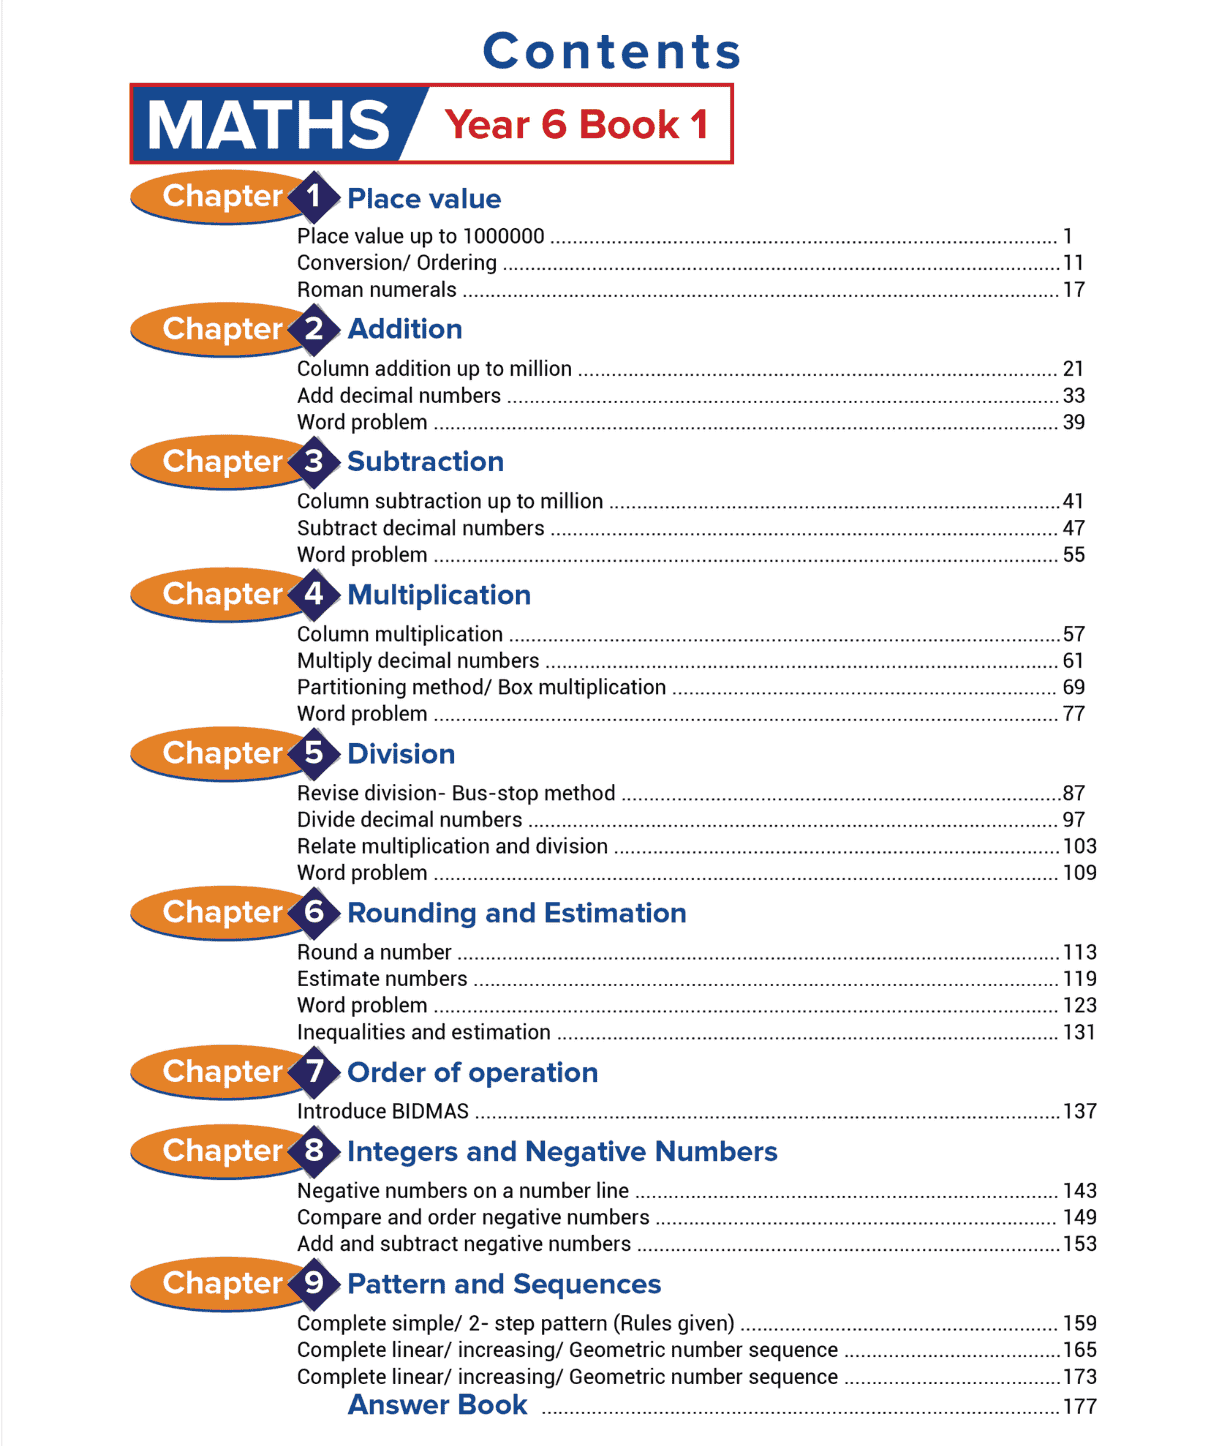 Contents
MATHS Year 6 Book 1
Chapter 1 Place value
Place value up to 1000000 ........ 1
Conversion/ Ordering ........ 11
Roman numerals ........ 17
Chapter 2 Addition
Column addition up to million ........ 21
Add decimal numbers ........ 33
Word problem ........ 39
Chapter 3 Subtraction
Column subtraction up to million ........ 41
Subtract decimal numbers ........ 47
Word problem ........ 55
Chapter 4 Multiplication
Column multiplication ........ 57
Multiply decimal numbers ........ 61
Partitioning method/ Box multiplication ........ 69
Word problem ........ 77
Chapter 5 Division
Revise division- Bus-stop method ........ 87
Divide decimal numbers ........ 97
Relate multiplication and division ........ 103
Word problem ........ 109
Chapter 6 Rounding and Estimation
Round a number ........ 113
Estimate numbers ........ 119
Word problem ........ 123
Inequalities and estimation ........ 131
Chapter 7 Order of operation
Introduce BIDMAS ........ 137
Chapter 8 Integers and Negative Numbers
Negative numbers on a number line ........ 143
Compare and order negative numbers ........ 149
Add and subtract negative numbers ........ 153
Chapter 9 Pattern and Sequences
Complete simple/ 2- step pattern (Rules given) ........ 159
Complete linear/ increasing/ Geometric number sequence ........ 165
Complete linear/ increasing/ Geometric number sequence ........ 173
Answer Book ........ 177